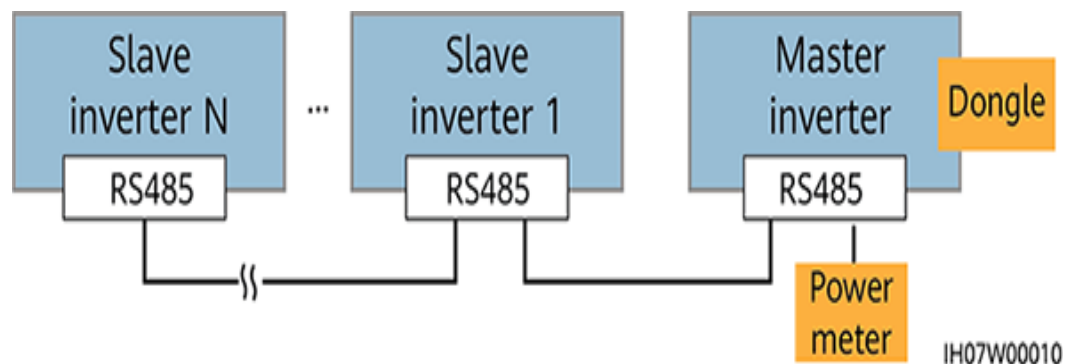 Slave
inverter N
...
Slave
inverter 1
Master
inverter
Dongle
RS485
RS485
RS485
Power
meter
IH07W00010